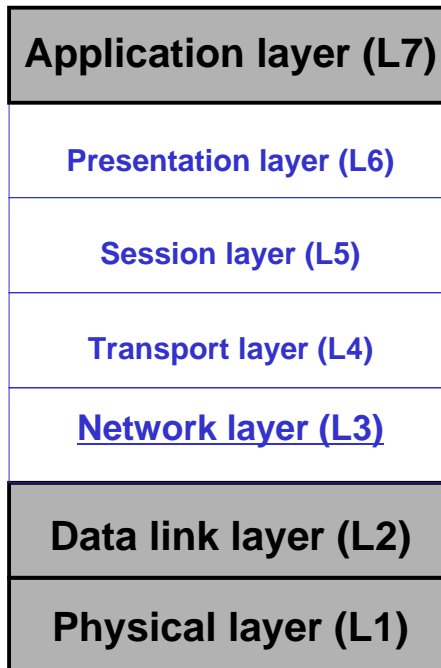 Application layer (L7)
Presentation layer (L6)
Session layer (L5)
Transport layer (L4)
Network layer (L3)
Data link layer (L2)
Physical layer (L1)